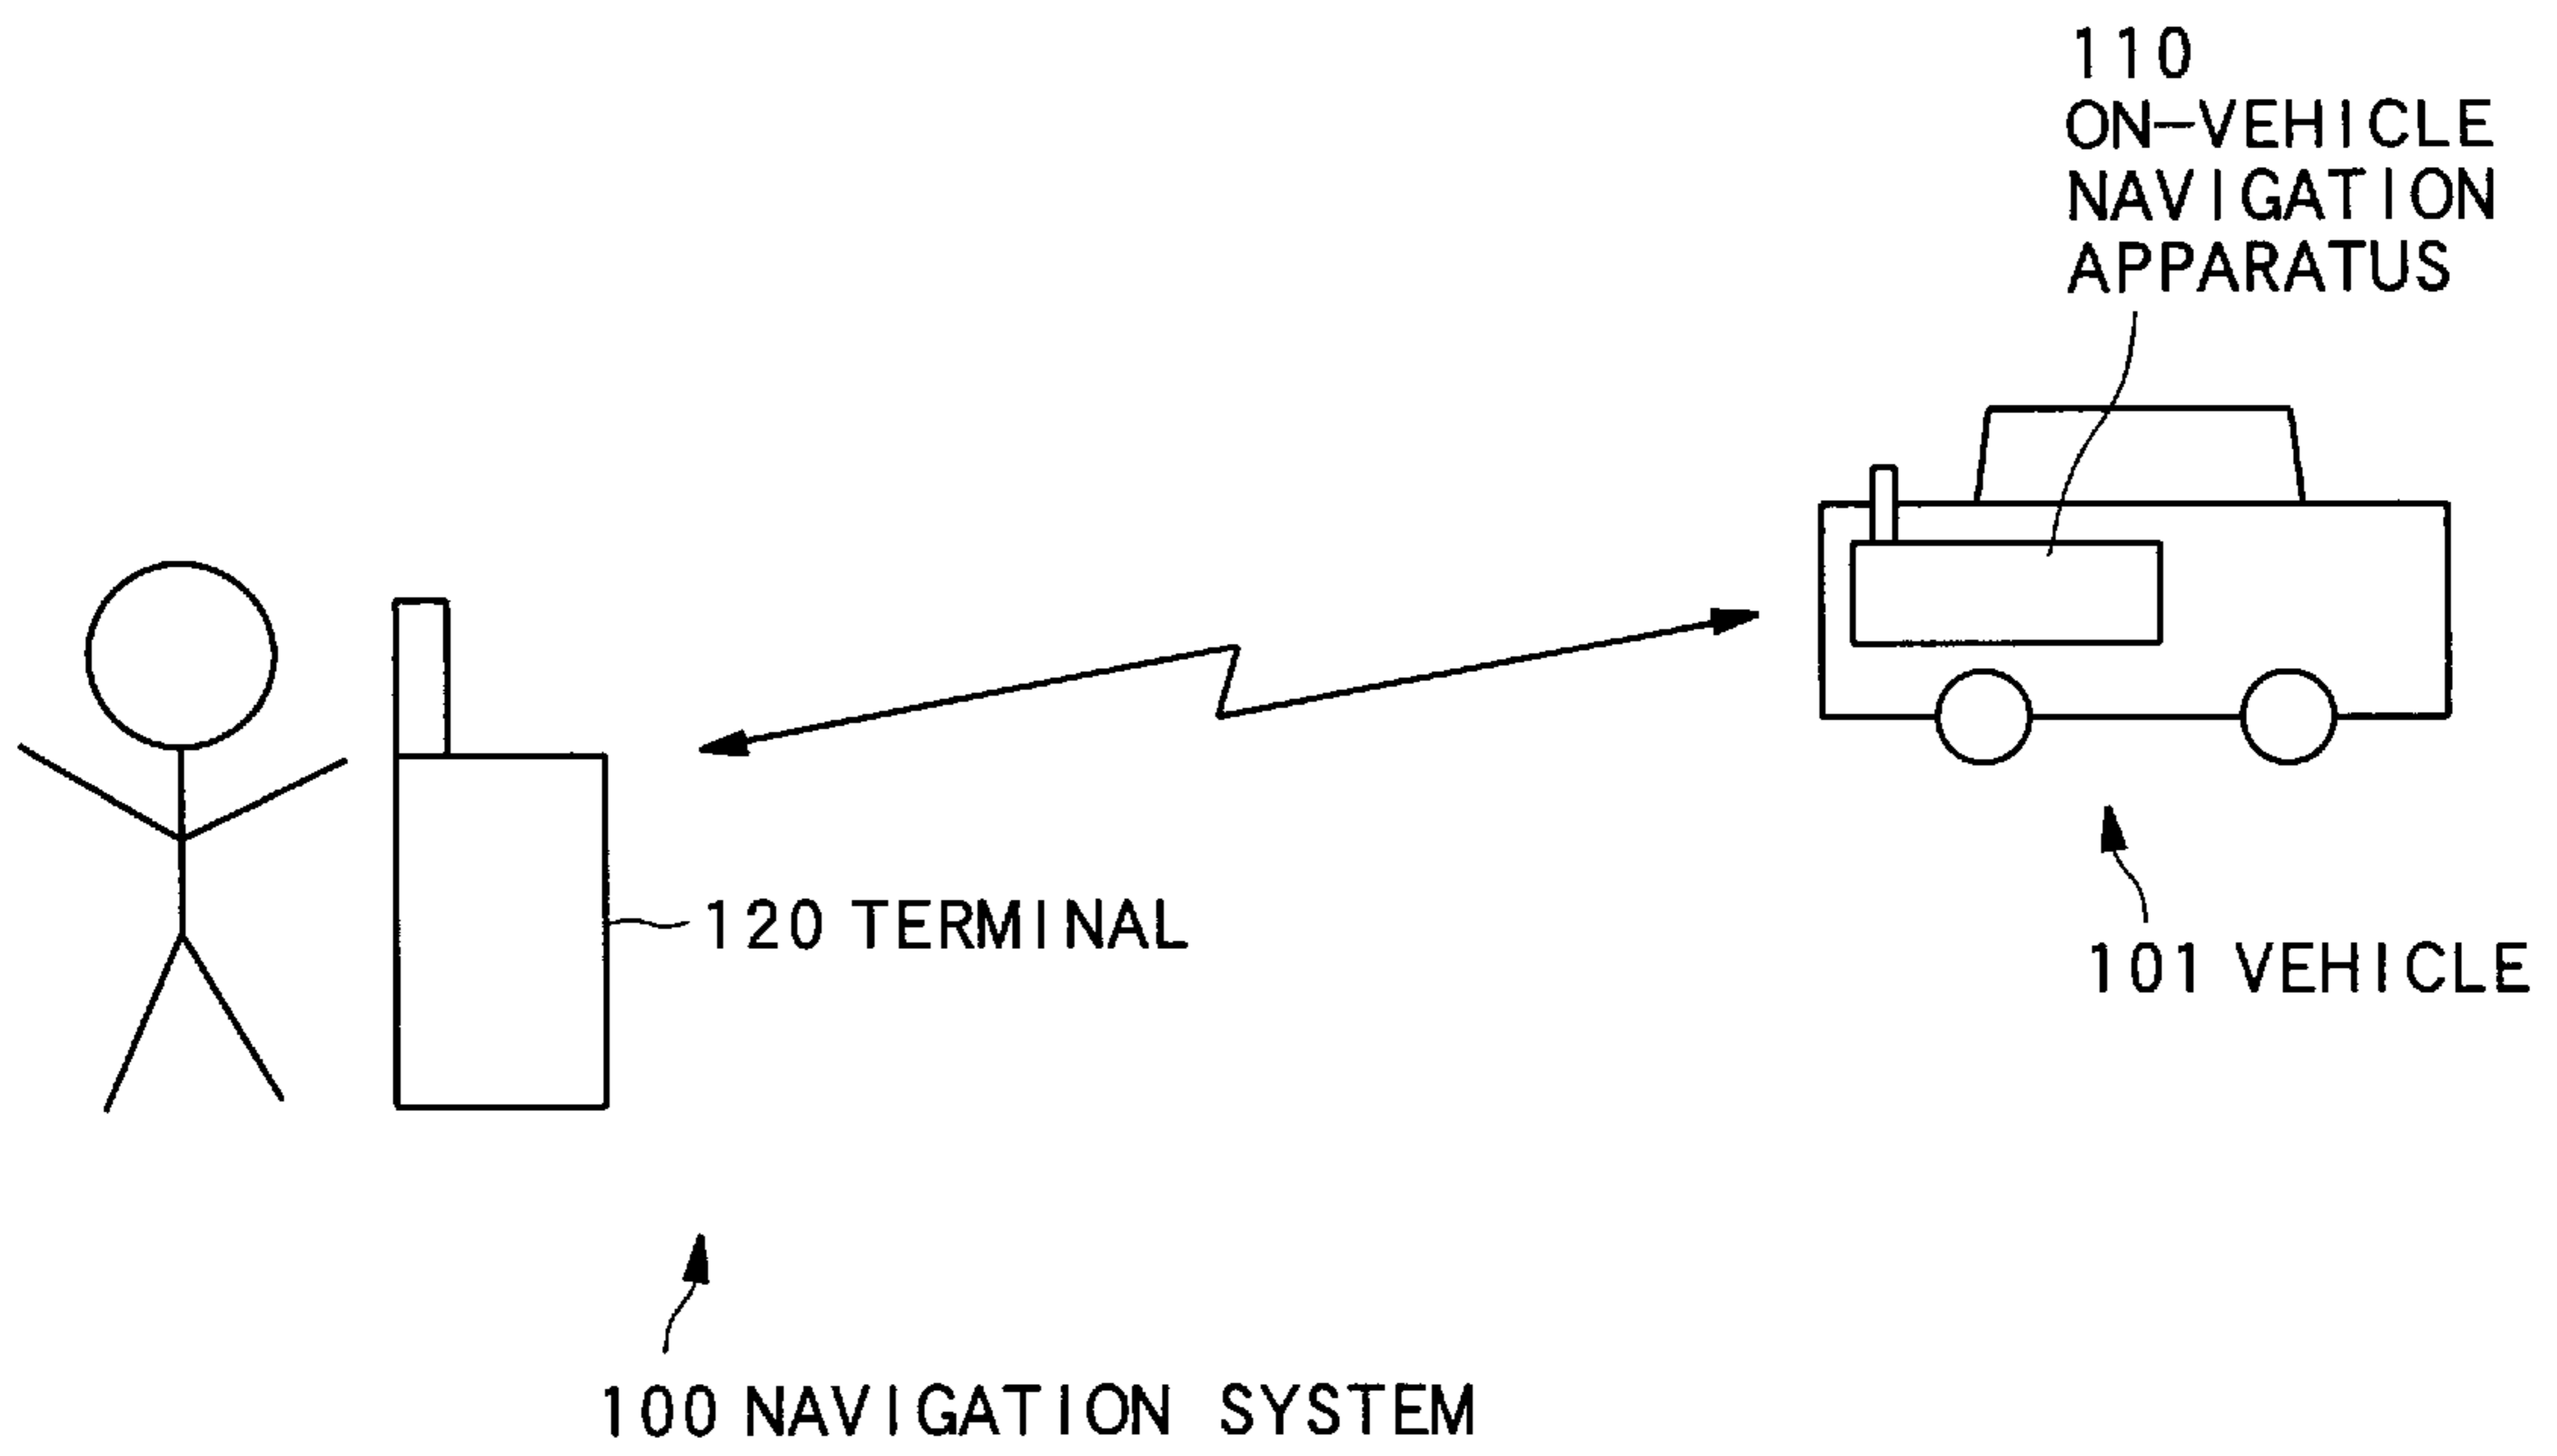 110
ON-VEHICLE
NAVIGATION
APPARATUS
120 TERMINAL
101 VEHICLE
100 NAVIGATION SYSTEM